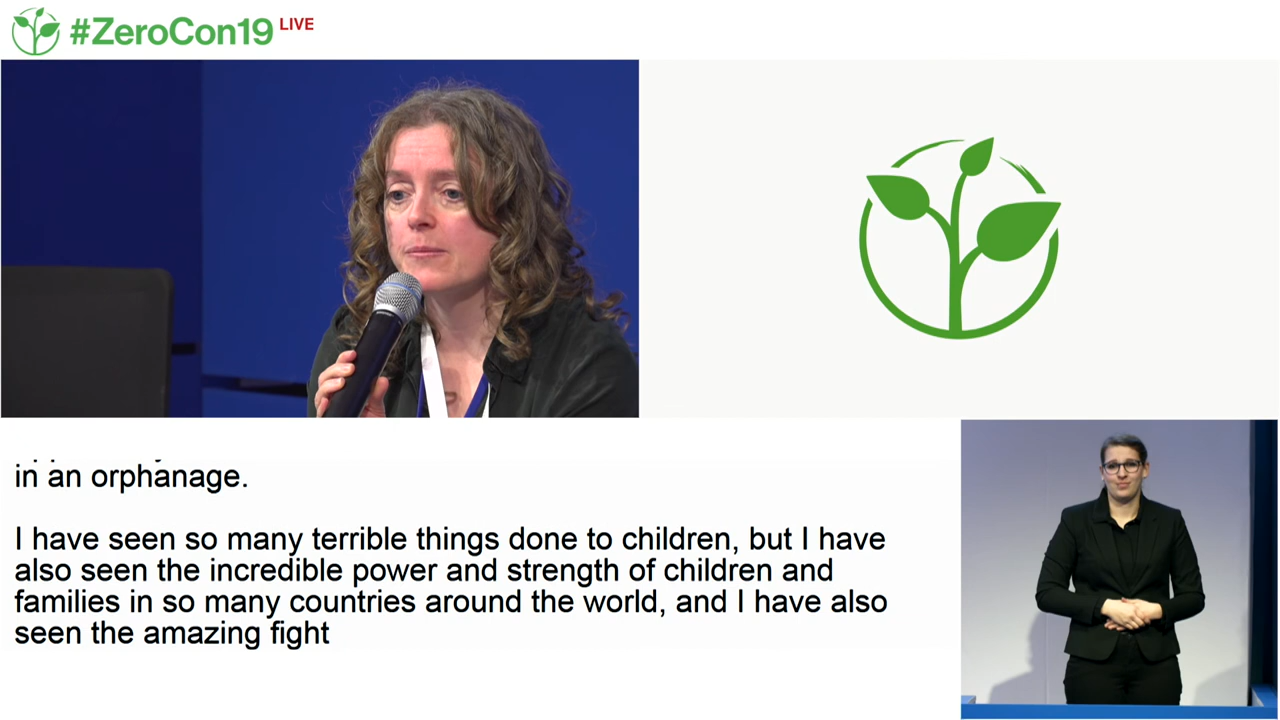 #ZeroCon19 LIVE
in an orphanage.
I have seen so many terrible things done to children, but I have
also seen the incredible power and strength of children and
families in so many countries around the world, and I have also
seen the amazing fight